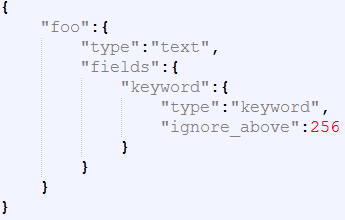 {
    "foo":{
        "type":"text",
        "fields":{
            "keyword":{
                "type":"keyword",
                "ignore_above":256
            }
        }
    }
}